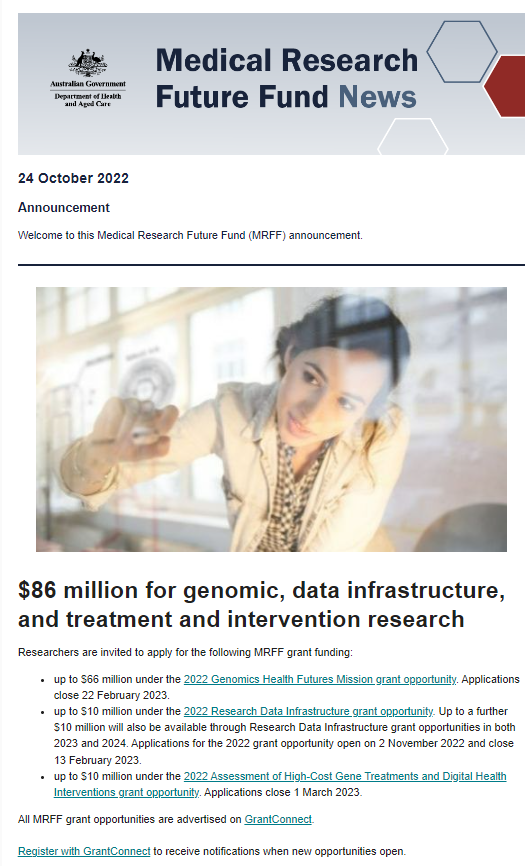 Medical Research
Future Fund News
Australian Government
Department of Health
and Aged Care
24 October 2022
Announcement
Welcome to this Medical Research Future Fund (MRFF) announcement.
$86 million for genomic, data infrastructure,
and treatment and intervention research
Researchers are invited to apply for the following MRFF grant funding:
• up to $66 million under the 2022 Genomics Health Futures Mission grant opportunity. Applications
close 22 February 2023.
• up to $10 million under the 2022 Research Data Infrastructure grant opportunity. Up to a further
$10 million will also be available through Research Data Infrastructure grant opportunities in both
2023 and 2024. Applications for the 2022 grant opportunity open on 2 November 2022 and close
13 February 2023.
• up to $10 million under the 2022 Assessment of High-Cost Gene Treatments and Digital Health
Interventions grant opportunity. Applications close 1 March 2023.
All MRFF grant opportunities are advertised on GrantConnect.
Register with GrantConnect to receive notifications when new opportunities open.